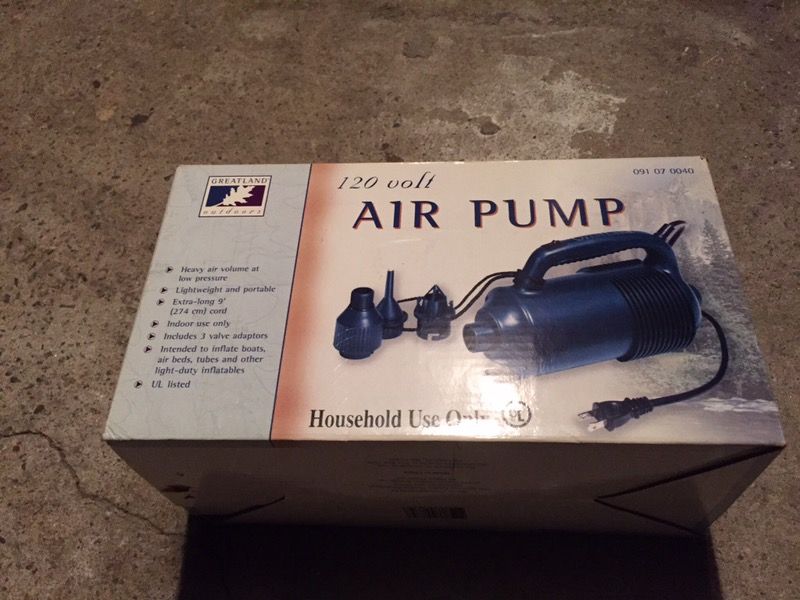 GREATLAND
outdoors
120 volt
091 07 0040
AIR PUMP
Heavy air volume at
low pressure
Lightweight and portable
Extra-long 9'
(274 cm) cord
Indoor use only
Includes 3 valve adaptors
Intended to inflate boats,
air beds, tubes and other
light-duty inflatables
UL listed
Household Use Only
UL